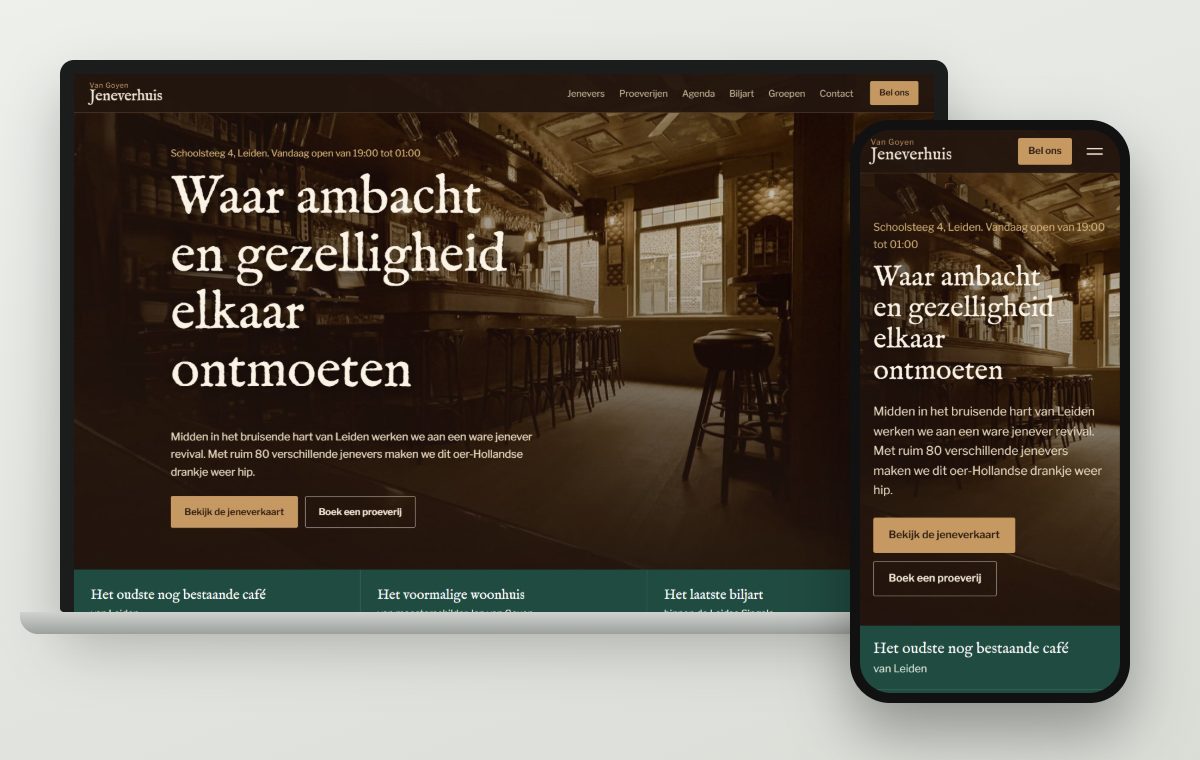 Van Goyen
Jeneverhuis
Jenevers Proeverijen Agenda Biljart Groepen Contact Bel ons
Schoolsteeg 4, Leiden. Vandaag open van 19:00 tot 01:00
Waar ambacht
en gezelligheid
elkaar
ontmoeten
Midden in het bruisende hart van Leiden werken we aan een ware jenever
revival. Met ruim 80 verschillende jenevers maken we dit oer-Hollandse
drankje weer hip.
Bekijk de jeneverkaart Boek een proeverij
Het oudste nog bestaande café Het voormalige woonhuis Het laatste biljart
Van Goyen
Jeneverhuis
Bel ons
Schoolsteeg 4, Leiden. Vandaag open van 19:00
tot 01:00
Waar ambacht
en gezelligheid
elkaar
ontmoeten
Midden in het bruisende hart van Leiden
werken we aan een ware jenever revival.
Met ruim 80 verschillende jenevers
maken we dit oer-Hollandse drankje weer
hip.
Bekijk de jeneverkaart
Boek een proeverij
Het oudste nog bestaande café
van Leiden